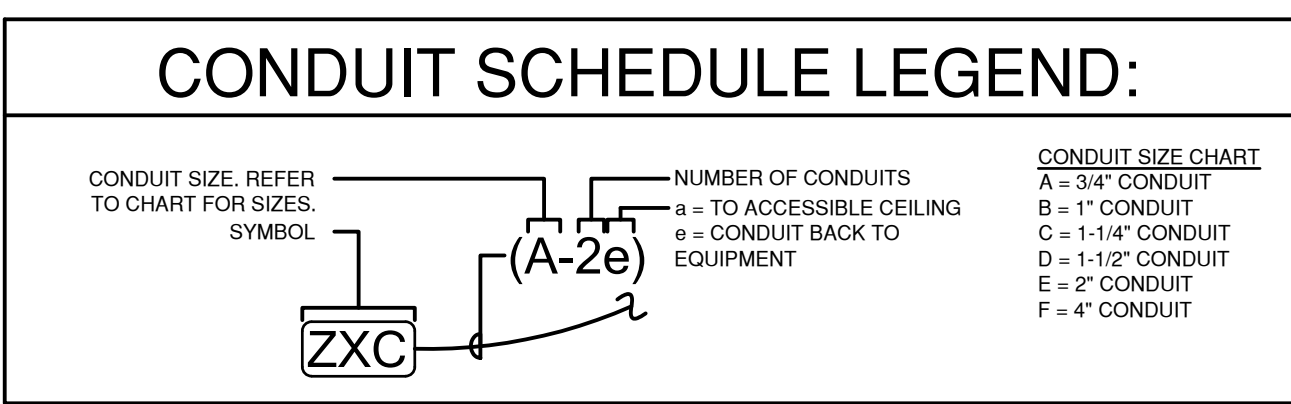 CONDUIT SCHEDULE LEGEND:
CONDUIT SIZE. REFER
TO CHART FOR SIZES.
SYMBOL
NUMBER OF CONDUITS
a = TO ACCESSIBLE CEILING
e = CONDUIT BACK TO
EQUIPMENT
(A-2e)
ZXC
CONDUIT SIZE CHART
A = 3/4" CONDUIT
B = 1" CONDUIT
C = 1-1/4" CONDUIT
D = 1-1/2" CONDUIT
E = 2" CONDUIT
F = 4" CONDUIT